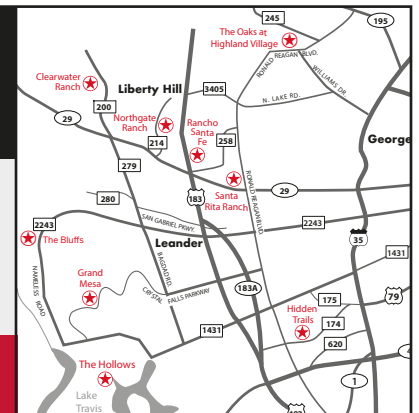 245
195
The Oaks at
Highland Village
RONALD REAGAN BLVD.
WILLIAMS DR
Clearwater
Ranch
Liberty Hill
3405
N. LAKE RD.
200
29
Northgate
Ranch
Rancho
Santa
Fe
George
214
258
279
RONALD REAGAN BLVD.
280
183
Santa
Rita Ranch
29
2243
SAN GABRIEL PKWY.
2243
The Bluffs
Leander
35
1431
BAGDAD RD.
NAMELESS ROAD
Grand
Mesa
CRYSTAL FALLS PARKWAY
183A
175
79
Hidden
Trails
174
1431
620
The Hollows
1
Lake
Travis